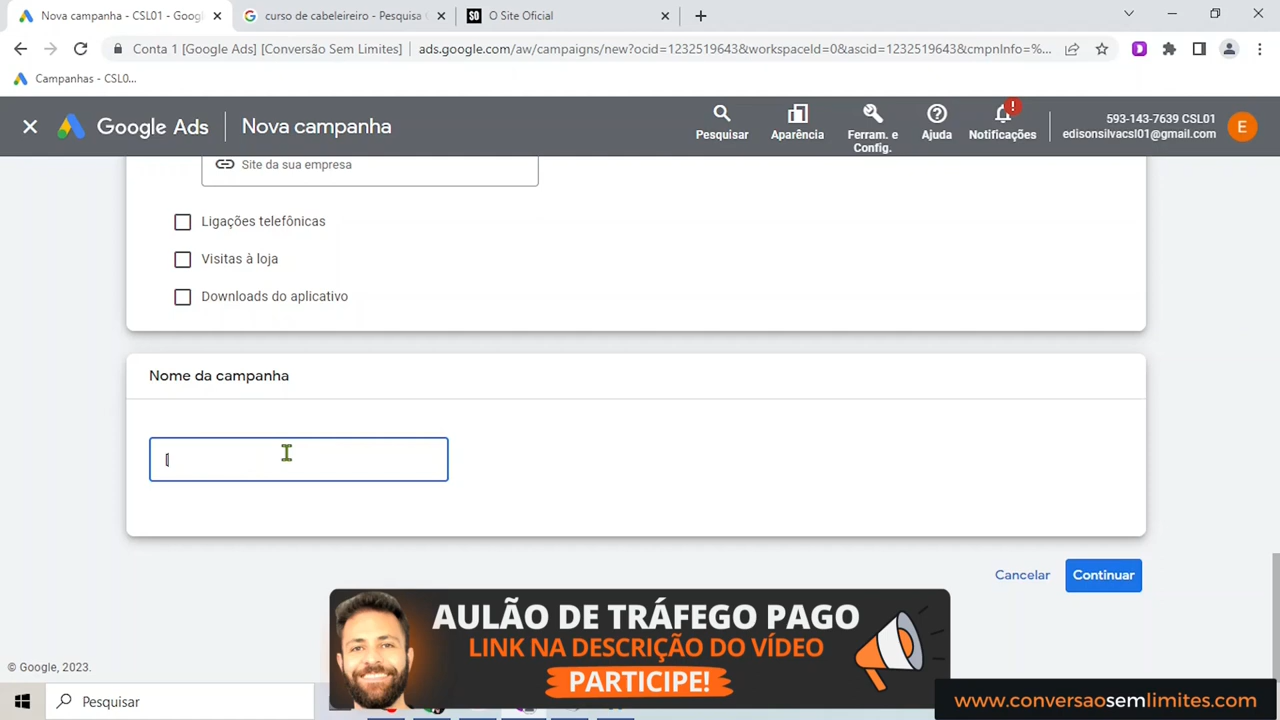 Nova campanha - CSL01 - Goog
curso de cabeleireiro - Pesquisa
O Site Oficial
Conta 1 [Google Ads] [Conversão Sem Limites]
ads.google.com/aw/campaigns/new?ocid=1232519643&workspaceId=0&ascid=1232519643&cmpnInfo=%...
Campanhas - CSL0...
Google Ads
Nova campanha
Pesquisar
Aparência
Ferram. e
Config.
Ajuda
Notificações
593-143-7639 CSL01
edisonsilvacsl01@gmail.com
E
Site da sua empresa
Ligações telefônicas
Visitas à loja
Downloads do aplicativo
Nome da campanha
[
Cancelar
Continuar
AULÃO DE TRÁFEGO PAGO
LINK NA DESCRIÇÃO DO VÍDEO
PARTICIPE!
© Google, 2023.
Pesquisar
www.conversaosemlimites.com